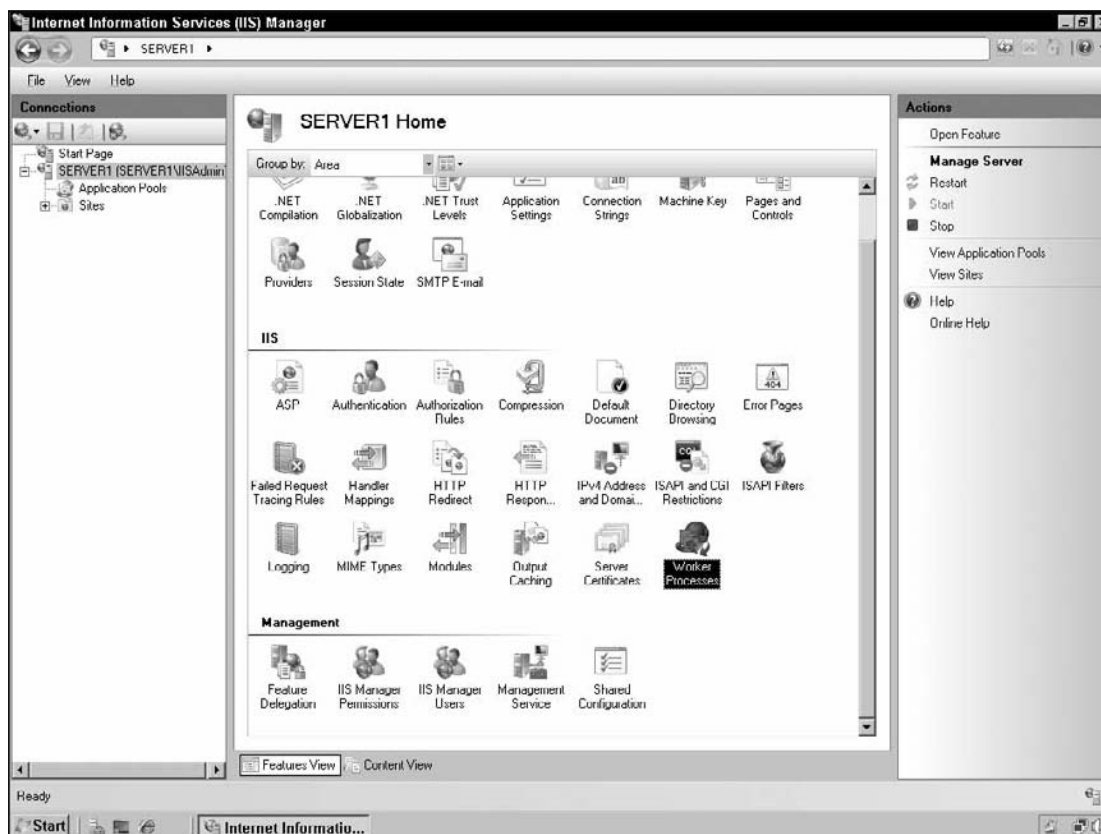 Internet Information Services (IIS) Manager
SERVER1
File View Help
Connections
Start Page
SERVER1 (SERVER1\IISAdmin
Application Pools
Sites
SERVER1 Home
Group by: Area
.NET Compilation
.NET Globalization
.NET Trust Levels
Application Settings
Connection Strings
Machine Key
Pages and Controls
Providers
Session State
SMTP E-mail
IIS
ASP
Authentication
Authorization Rules
Compression
Default Document
Directory Browsing
404
Error Pages
Failed Request Tracing Rules
Handler Mappings
HTTP Redirect
HTTP Respon...
IPv4 Address and Domai...
ISAPI and CGI Restrictions
ISAPI Filters
Logging
MIME Types
Modules
Output Caching
Server Certificates
Worker Processes
Management
Feature Delegation
IIS Manager Permissions
IIS Manager Users
Management Service
Shared Configuration
Features View
Content View
Actions
Open Feature
Manage Server
Restart
Start
Stop
View Application Pools
View Sites
Help
Online Help
Ready
Start
Internet Informatio...